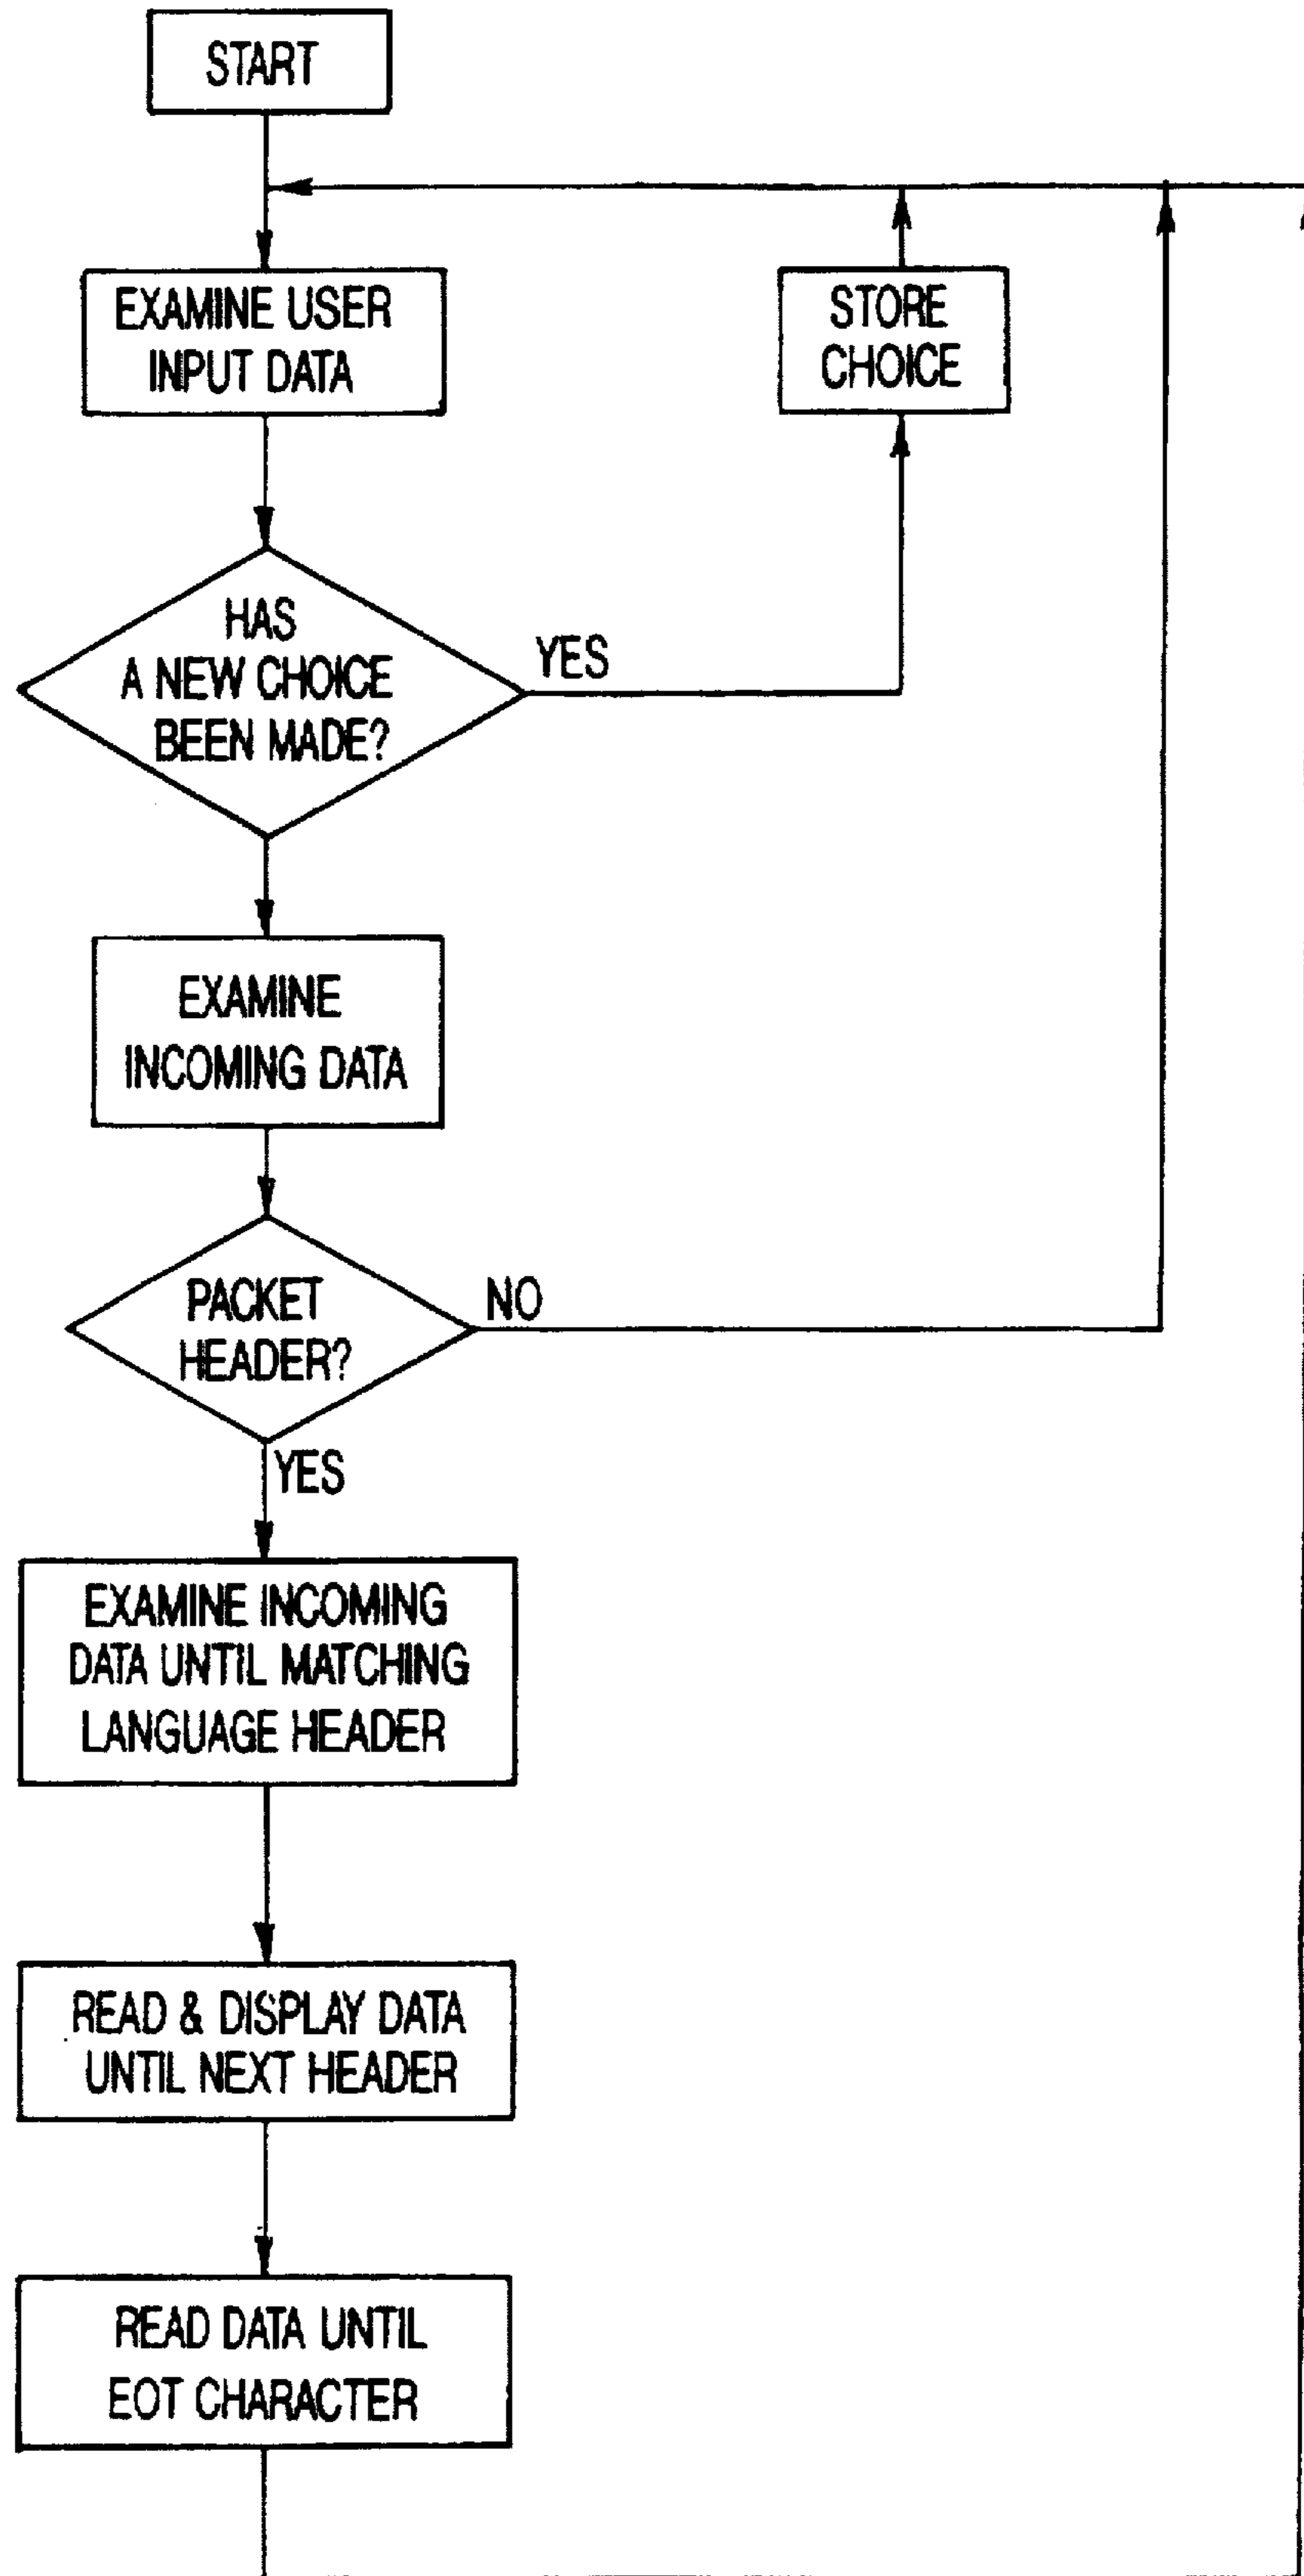 START
EXAMINE USER
INPUT DATA
STORE
CHOICE
HAS
A NEW CHOICE
BEEN MADE?
YES
EXAMINE
INCOMING DATA
PACKET
HEADER?
NO
YES
EXAMINE INCOMING
DATA UNTIL MATCHING
LANGUAGE HEADER
READ & DISPLAY DATA
UNTIL NEXT HEADER
READ DATA UNTIL
EOT CHARACTER